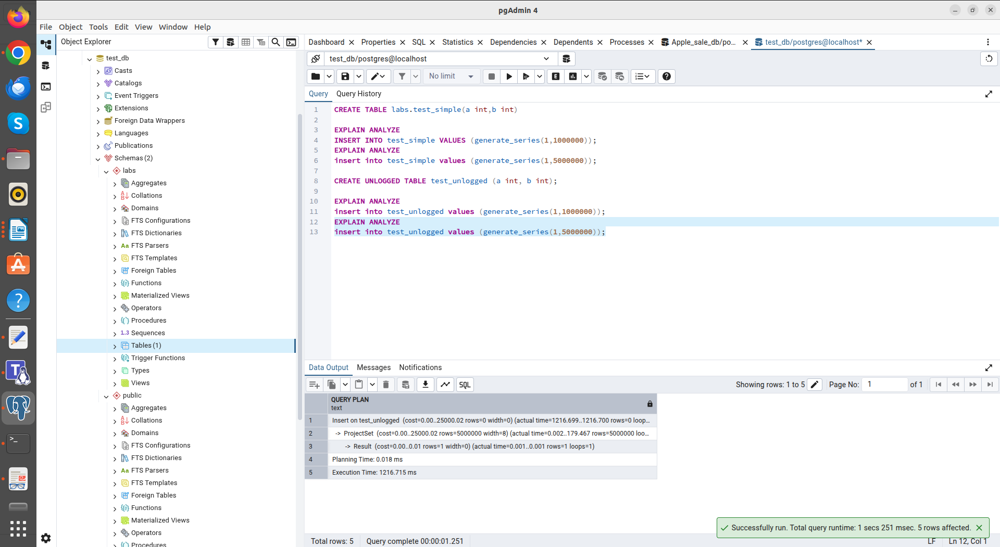 pgAdmin 4
File Object Tools Edit View Window Help
Object Explorer
test_db
Casts
Catalogs
Event Triggers
Extensions
Foreign Data Wrappers
Languages
Publications
Schemas (2)
labs
Aggregates
Collations
Domains
FTS Configurations
FTS Dictionaries
FTS Parsers
FTS Templates
Foreign Tables
Functions
Materialized Views
Operators
Procedures
1..3 Sequences
Tables (1)
Trigger Functions
Types
Views
public
Aggregates
Collations
Domains
FTS Configurations
FTS Dictionaries
Aa FTS Parsers
FTS Templates
Foreign Tables
Functions
Materialized Views
Operators
Procedures
Dashboard Properties SQL Statistics Dependencies Dependents Processes Apple_sale_db/po... test_db/postgres@localhost*
test_db/postgres@localhost
No limit
Query Query History
1 CREATE TABLE labs.test_simple(a int,b int)
2
3 EXPLAIN ANALYZE
4 INSERT INTO test_simple VALUES (generate_series(1,1000000));
5 EXPLAIN ANALYZE
6 insert into test_simple values (generate_series(1,5000000));
7
8 CREATE UNLOGGED TABLE test_unlogged (a int, b int);
9
10 EXPLAIN ANALYZE
11 insert into test_unlogged values (generate_series(1,1000000));
12 EXPLAIN ANALYZE
13 insert into test_unlogged values (generate_series(1,5000000));
Data Output Messages Notifications
SQL Showing rows: 1 to 5 Page No: 1 of 1
QUERY PLAN
text
1 Insert on test_unlogged (cost=0.00..25000.02 rows=0 width=0) (actual time=1216.699..1216.700 rows=0 loop...
2 -> ProjectSet (cost=0.00..25000.02 rows=5000000 width=8) (actual time=0.002..179.467 rows=5000000 loo...
3 -> Result (cost=0.00..0.01 rows=1 width=0) (actual time=0.001..0.001 rows=1 loops=1)
4 Planning Time: 0.018 ms
5 Execution Time: 1216.715 ms
Successfully run. Total query runtime: 1 secs 251 msec. 5 rows affected.
Total rows: 5 Query complete 00:00:01.251 LF Ln 12, Col 1